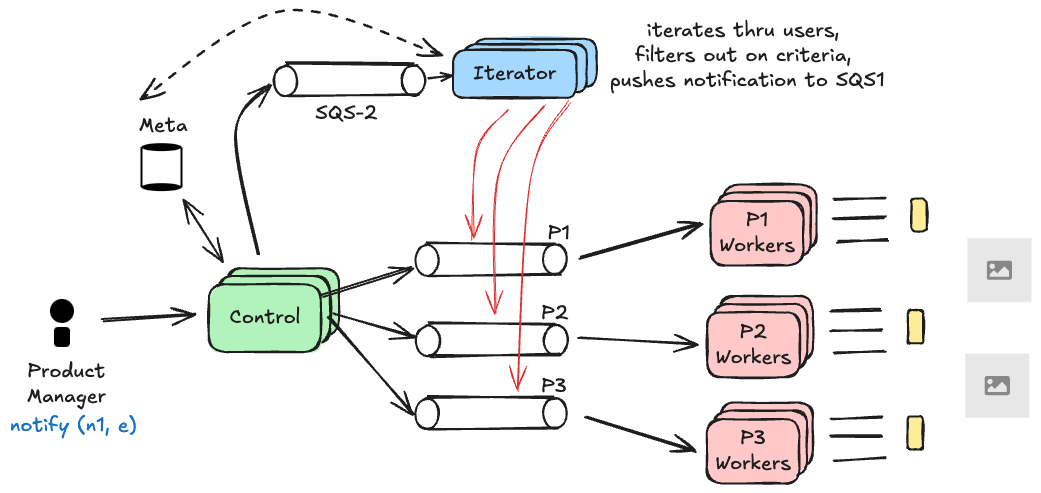 iterates thru users,
filters out on criteria,
pushes notification to SQS1
Iterator
SQS-2
Meta
P1
P1
Workers
Control
P2
P2
Workers
Product
Manager
notify (n1, e)
P3
P3
Workers